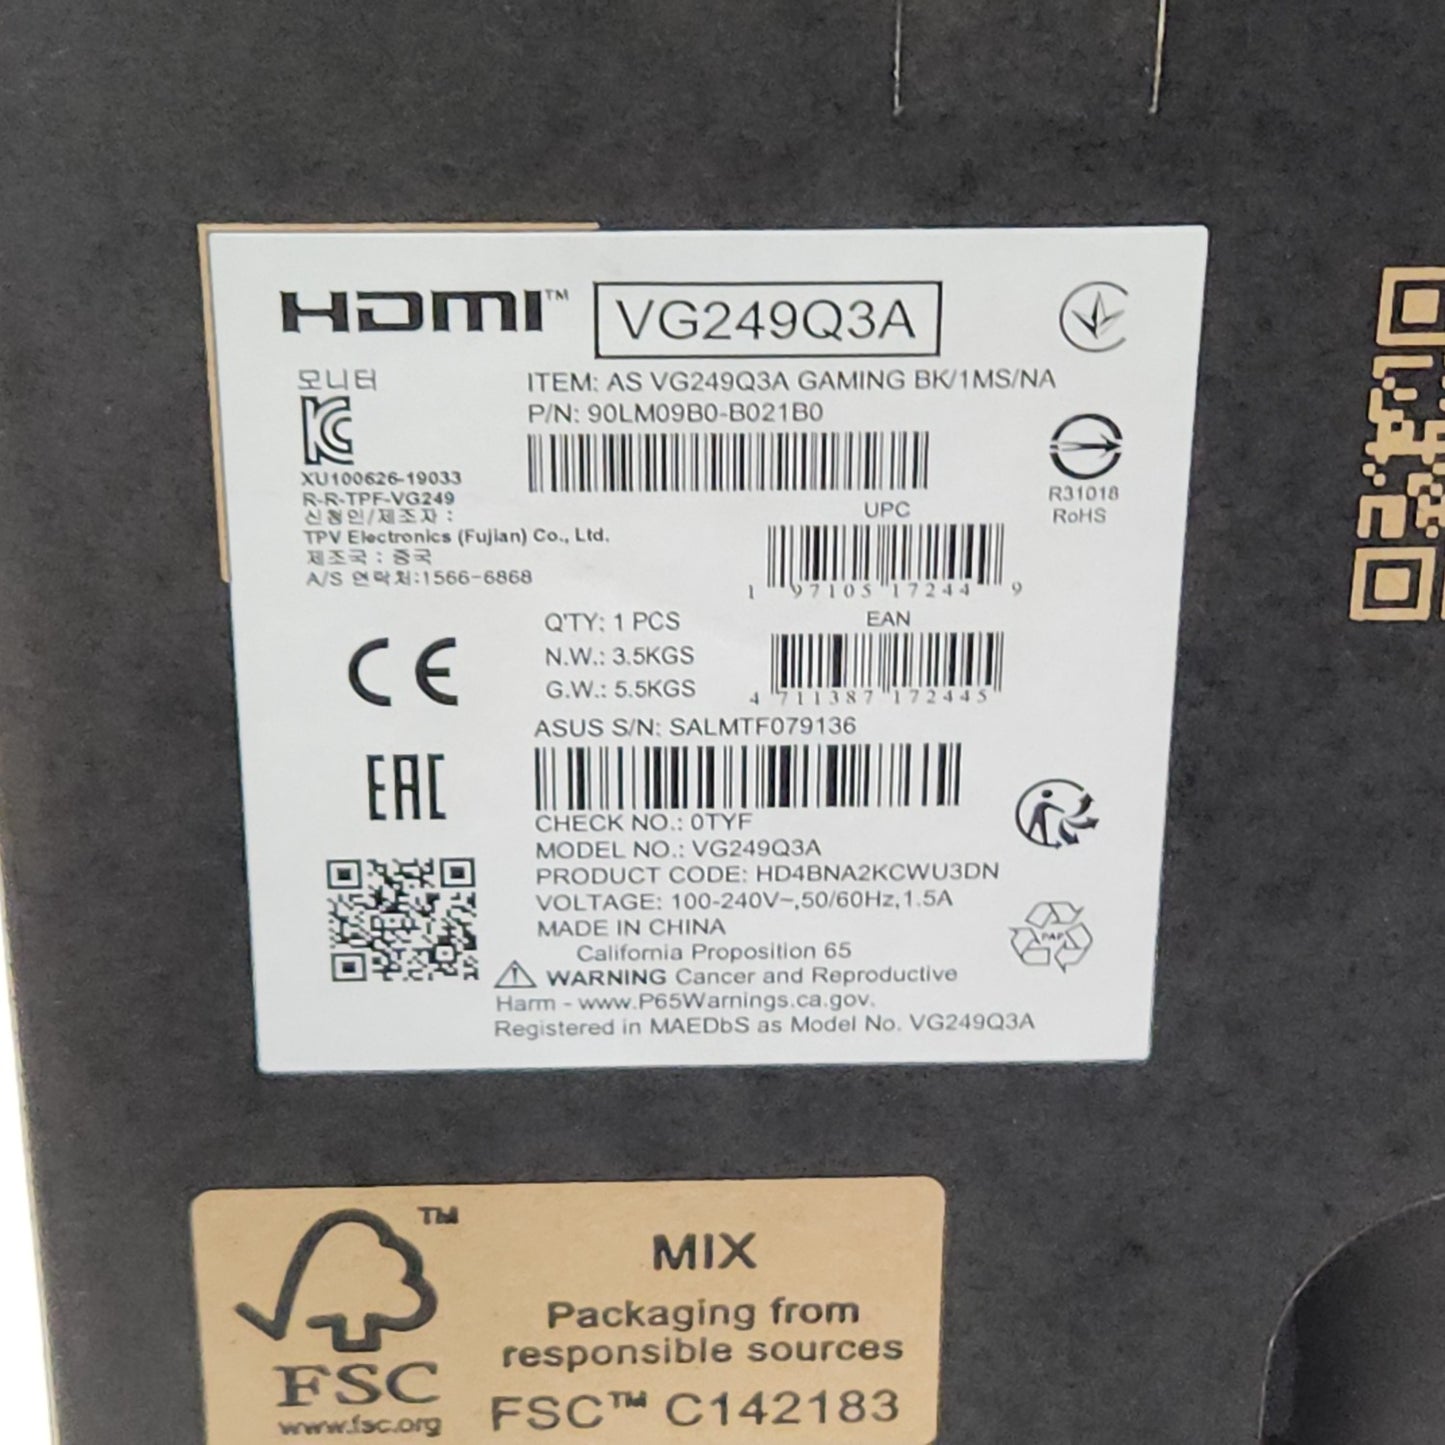 HDMI™ VG249Q3A
모니터
XU100626-19033
R-R-TPF-VG249
신청인/제조자 :
TPV Electronics (Fujian) Co., Ltd.
제조국 : 중국
A/S 연락처:1566-6868
ITEM: AS VG249Q3A GAMING BK/1MS/NA
P/N: 90LM09B0-B021B0
UPC
1 97105 17244 9
EAN
4 711387 172445
R31018
RoHS
Q'TY: 1 PCS
N.W.: 3.5KGS
G.W.: 5.5KGS
CE
EAC
ASUS S/N: SALMTF079136
CHECK NO.: 0TYF
MODEL NO.: VG249Q3A
PRODUCT CODE: HD4BNA2KCWU3DN
VOLTAGE: 100-240V~,50/60Hz,1.5A
MADE IN CHINA
California Proposition 65
WARNING Cancer and Reproductive
Harm - www.P65Warnings.ca.gov.
Registered in MAEDbS as Model No. VG249Q3A
PAP
TM
FSC
www.fsc.org
MIX
Packaging from
responsible sources
FSC™ C142183